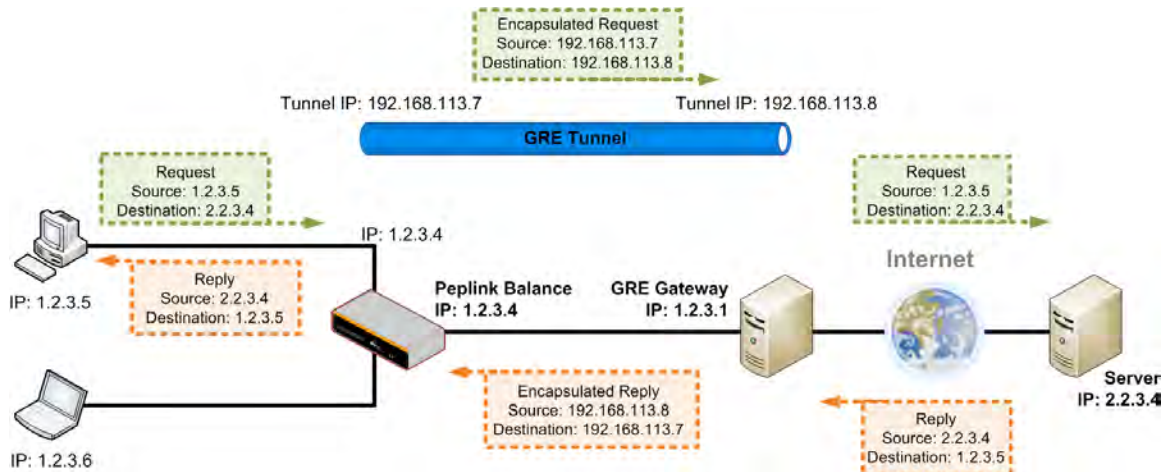 Encapsulated Request
Source: 192.168.113.7
Destination: 192.168.113.8
Tunnel IP: 192.168.113.7
Tunnel IP: 192.168.113.8
GRE Tunnel
Request
Source: 1.2.3.5
Destination: 2.2.3.4
Request
Source: 1.2.3.5
Destination: 2.2.3.4
IP: 1.2.3.4
Internet
IP: 1.2.3.5
Reply
Source: 2.2.3.4
Destination: 1.2.3.5
Peplink Balance
IP: 1.2.3.4
GRE Gateway
IP: 1.2.3.1
Server
IP: 2.2.3.4
Encapsulated Reply
Source: 192.168.113.8
Destination: 192.168.113.7
Reply
Source: 2.2.3.4
Destination: 1.2.3.5
IP: 1.2.3.6